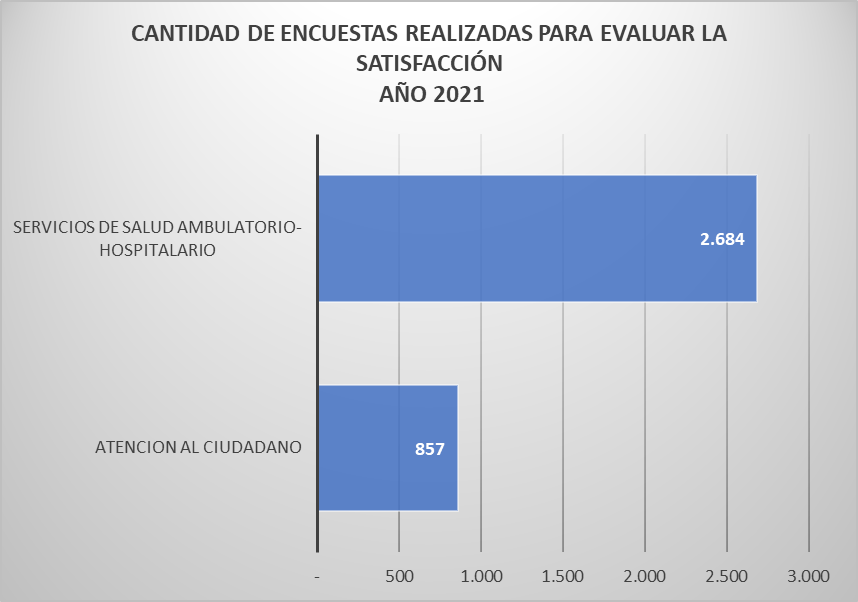 CANTIDAD DE ENCUESTAS REALIZADAS PARA EVALUAR LA
SATISFACCIÓN
AÑO 2021
SERVICIOS DE SALUD AMBULATORIO-
HOSPITALARIO
2.684
ATENCION AL CIUDADANO
857
- 500 1.000 1.500 2.000 2.500 3.000